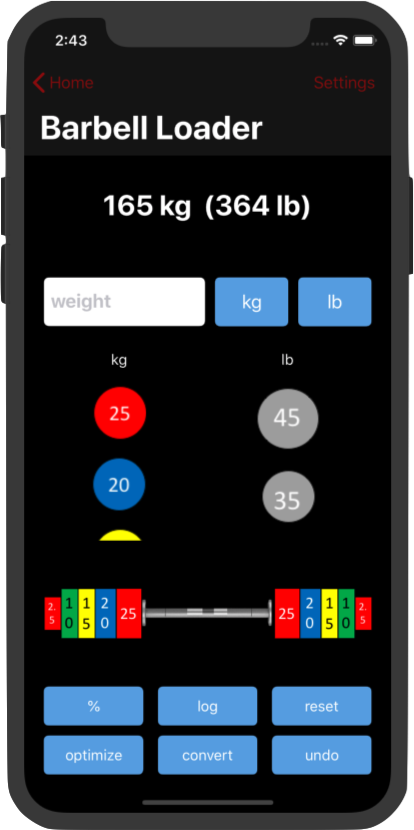 2:43
Home Settings
Barbell Loader
165 kg (364 lb)
weight kg lb
kg lb
25 45
20 35
2.5 10 15 20 25 25 20 15 10 2.5
% log reset
optimize convert undo